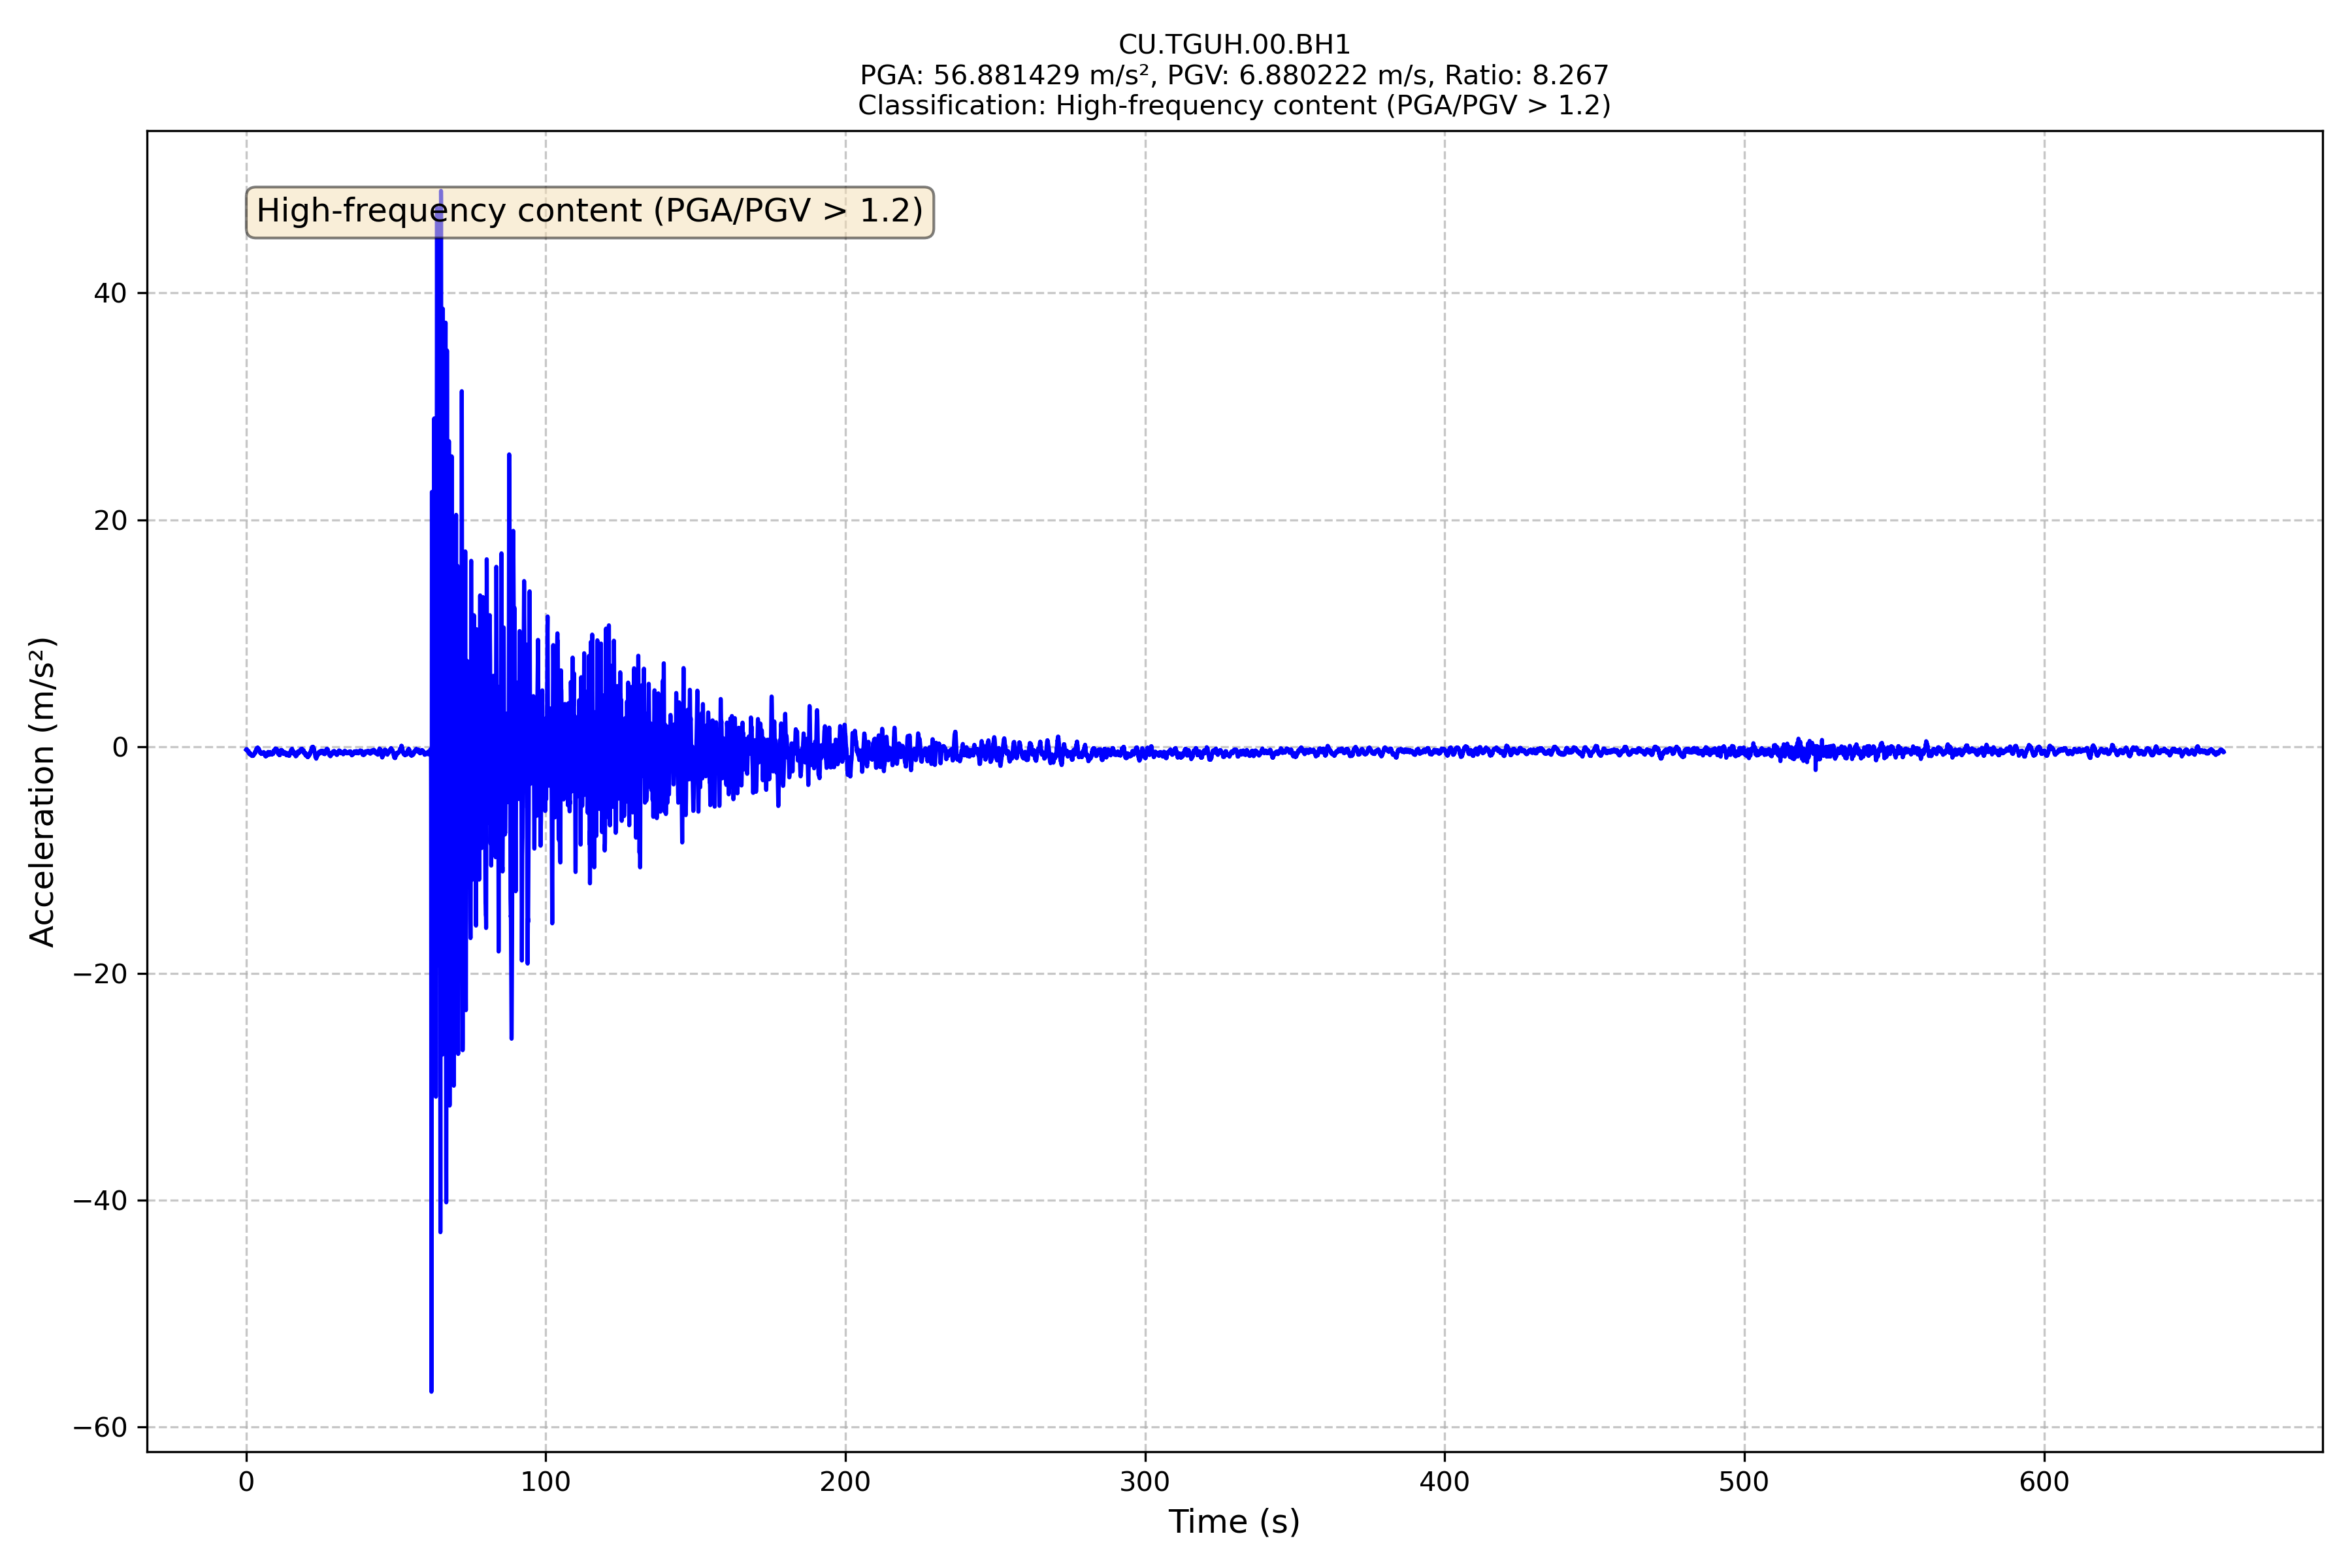 CU.TGUH.00.BH1
PGA: 56.881429 m/s², PGV: 6.880222 m/s, Ratio: 8.267
Classification: High-frequency content (PGA/PGV > 1.2)
High-frequency content (PGA/PGV > 1.2)
Acceleration (m/s²)
40
20
0
−20
−40
−60
0 100 200 300 400 500 600
Time (s)